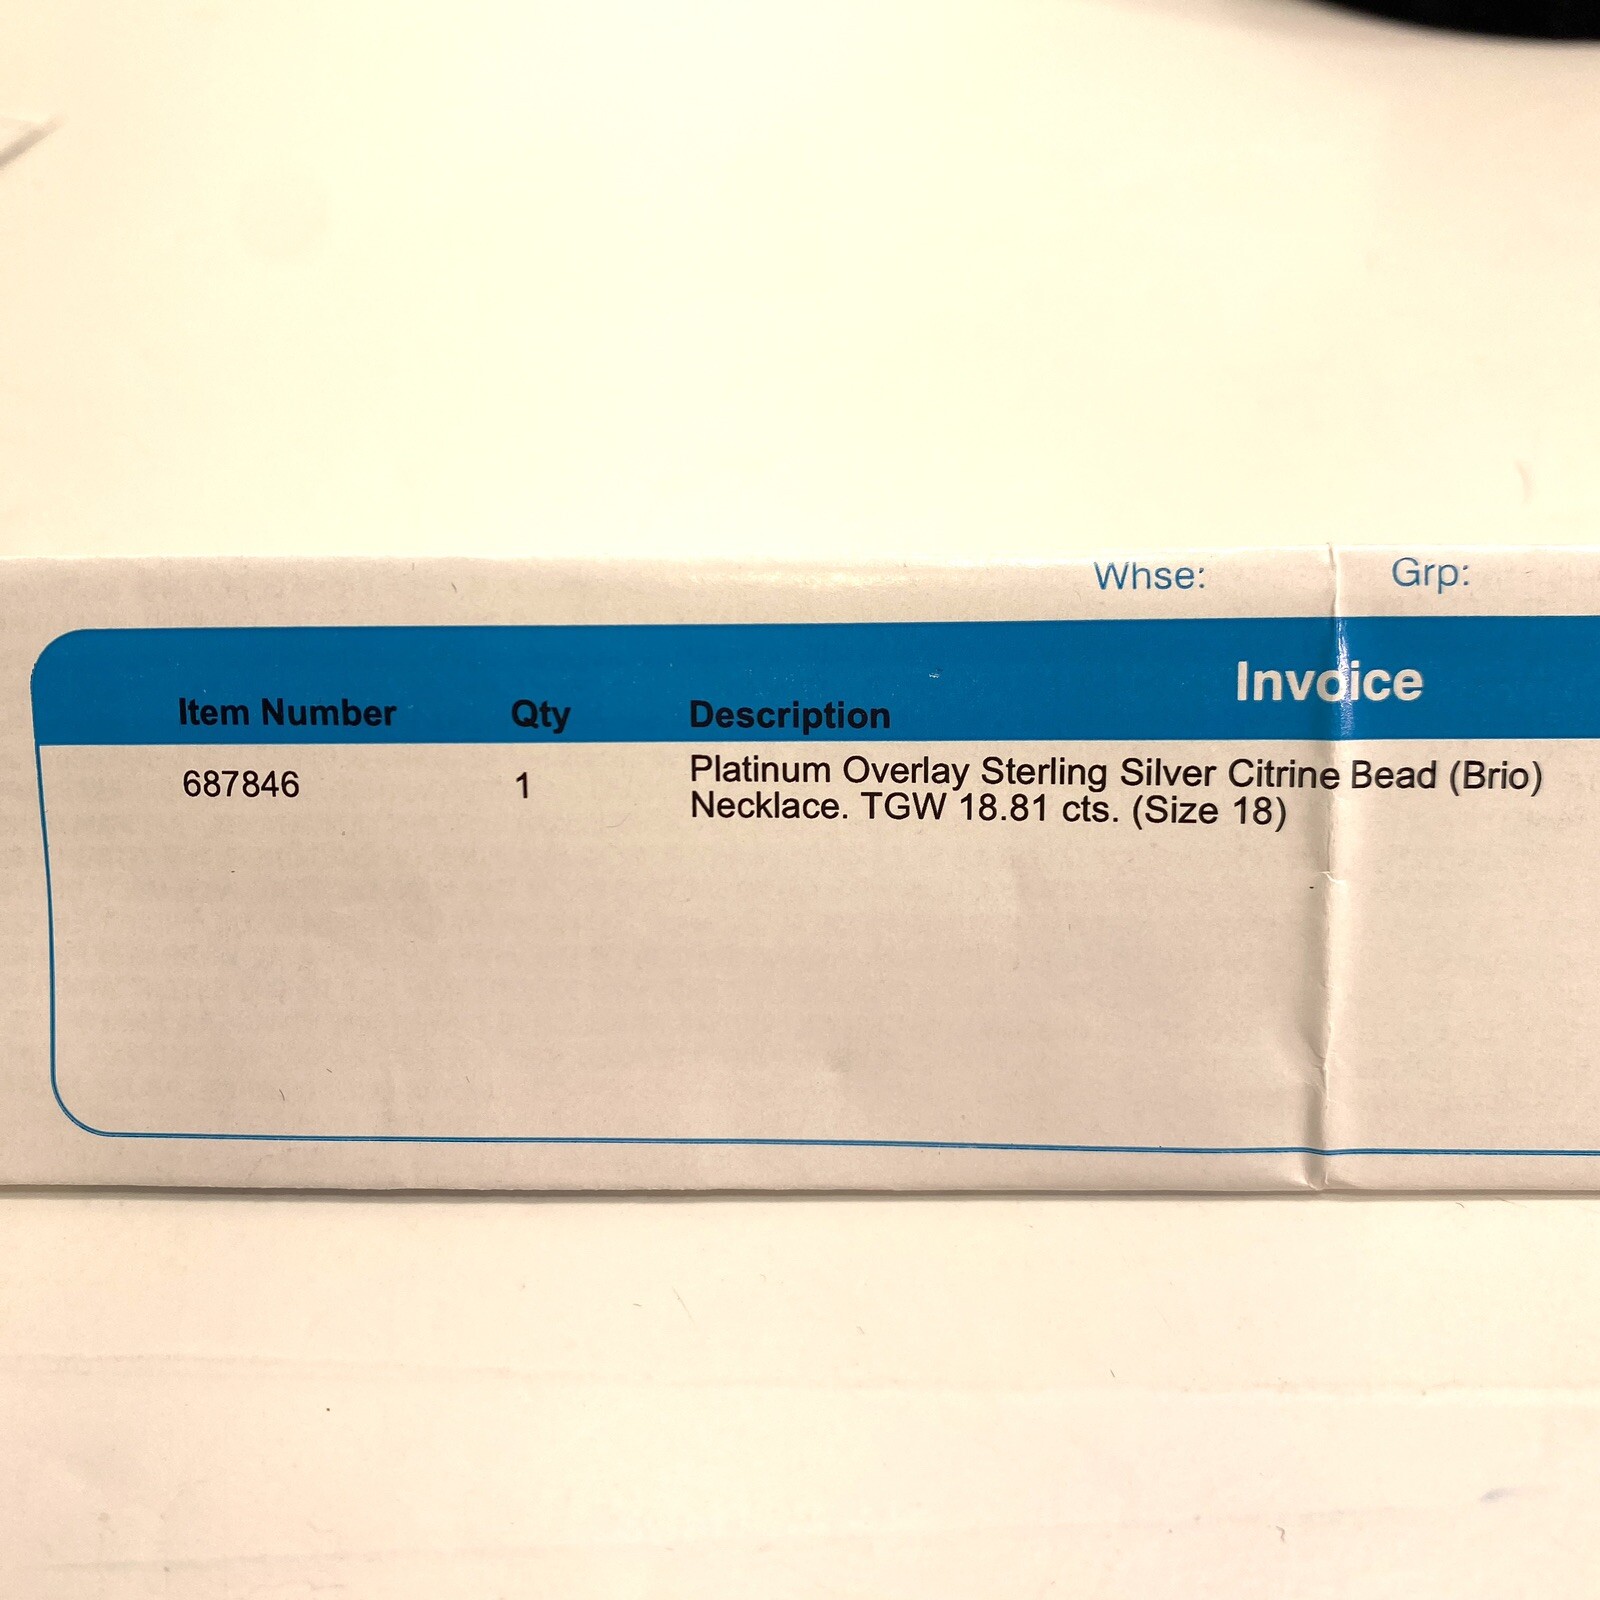 Whse: Grp:
Invoice
Item Number Qty Description
687846 1 Platinum Overlay Sterling Silver Citrine Bead (Brio)
Necklace. TGW 18.81 cts. (Size 18)